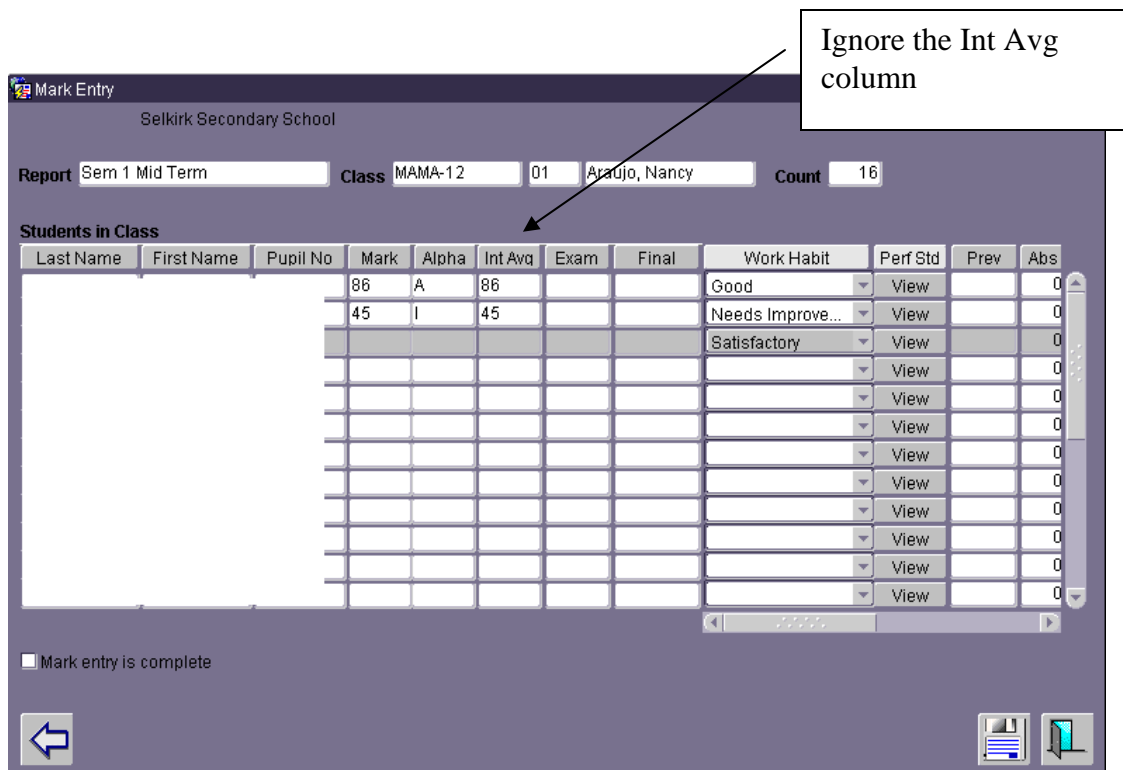 Ignore the Int Avg
column
Mark Entry
Selkirk Secondary School
Report Sem 1 Mid Term Class MAMA-12 01 Araujo, Nancy Count 16
Students in Class
Last Name First Name Pupil No Mark Alpha Int Avg Exam Final Work Habit Perf Std Prev Abs
86 A 86 Good View 0
45 I 45 Needs Improve... View 0
Satisfactory View 0
View 0
View 0
View 0
View 0
View 0
View 0
View 0
View 0
View 0
Mark entry is complete